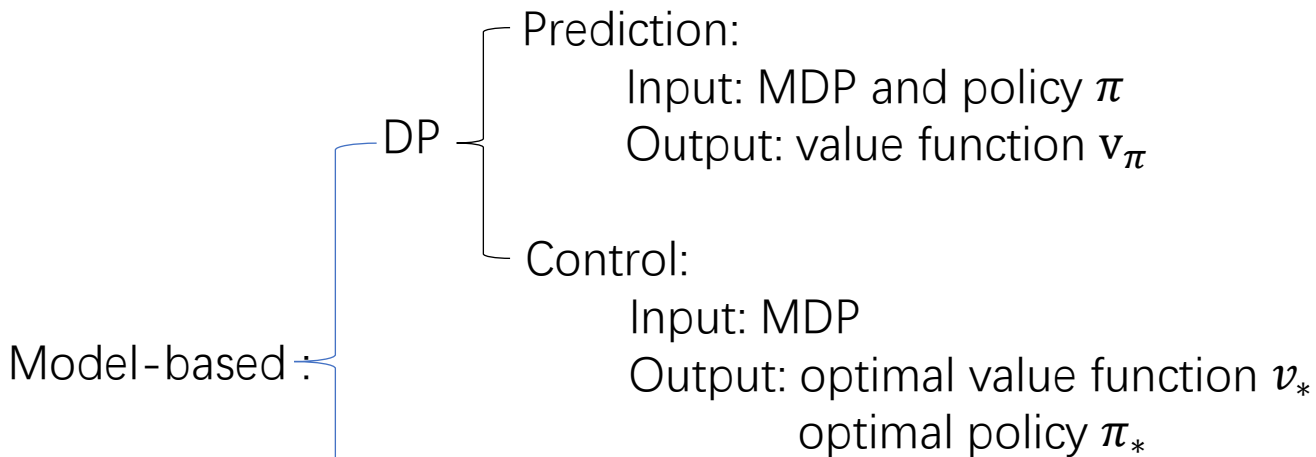 Prediction:
Input: MDP and policy π
DP
Output: value function v_π
Control:
Input: MDP
Model-based :
Output: optimal value function v_*
optimal policy π_*